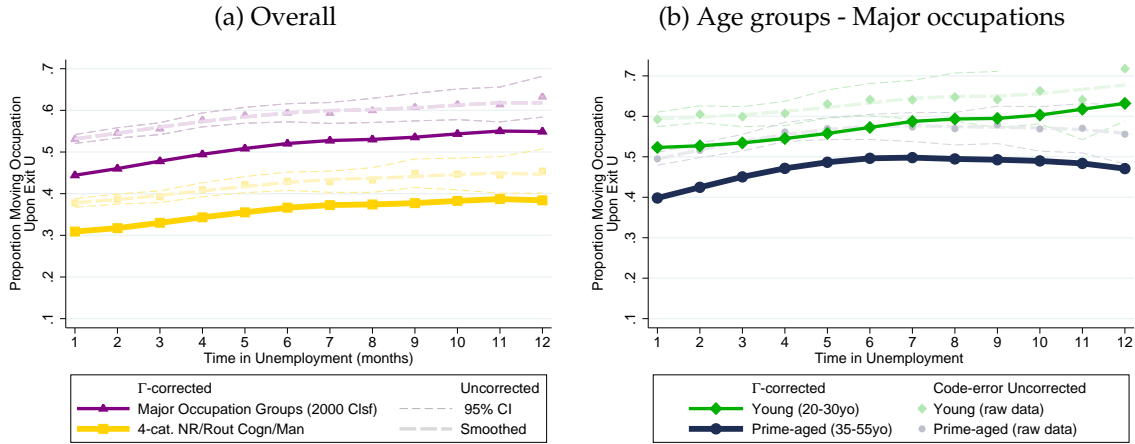 (a) Overall
Proportion Moving Occupation
Upon Exit U
.7
.6
.5
.4
.3
.2
.1
1 2 3 4 5 6 7 8 9 10 11 12
Time in Unemployment (months)
Γ-corrected Uncorrected
Major Occupation Groups (2000 Clsf) 95% CI
4-cat. NR/Rout Cogn/Man Smoothed
(b) Age groups - Major occupations
Proportion Moving Occupation
Upon Exit U
.7
.6
.5
.4
.3
.2
.1
1 2 3 4 5 6 7 8 9 10 11 12
Time in Unemployment
Γ-corrected Code-error Uncorrected
Young (20-30yo) Young (raw data)
Prime-aged (35-55yo) Prime-aged (raw data)